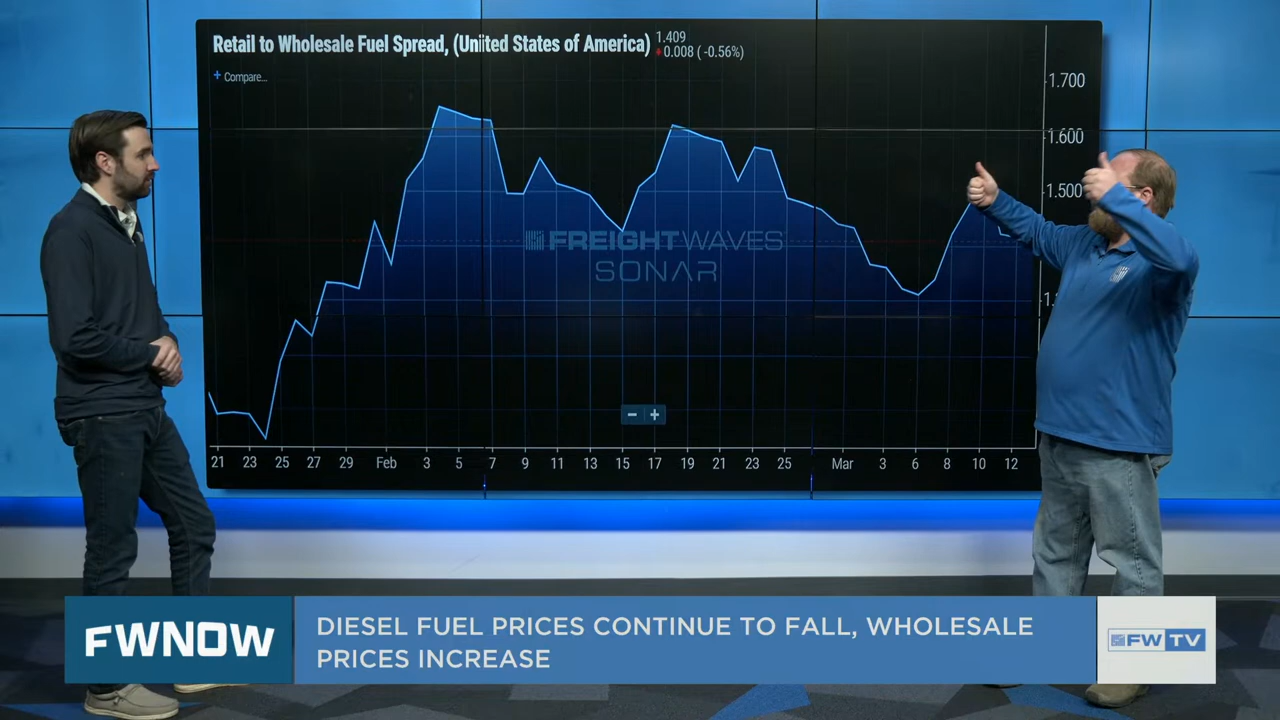 Retail to Wholesale Fuel Spread, (United States of America)
1.409
0.008 (-0.56%)
+ Compare...
1.700
1.600
1.500
FREIGHTWAVES
SONAR
− +
21 23 25 27 29 Feb 3 5 7 9 11 13 15 17 19 21 23 25 Mar 3 6 8 10 12
FWNOW
DIESEL FUEL PRICES CONTINUE TO FALL, WHOLESALE
PRICES INCREASE
FWTV